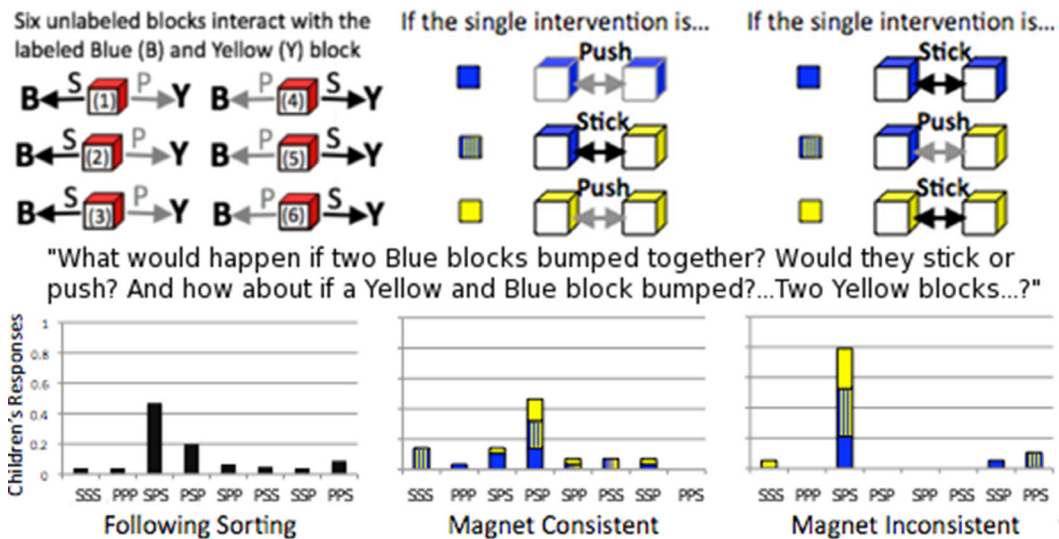 Six unlabeled blocks interact with the
labeled Blue (B) and Yellow (Y) block
B S (1) P Y B P (4) S Y
B S (2) P Y B P (5) S Y
B S (3) P Y B P (6) S Y
If the single intervention is...
Push
Stick
Push
If the single intervention is...
Stick
Push
Stick
"What would happen if two Blue blocks bumped together? Would they stick or
push? And how about if a Yellow and Blue block bumped?...Two Yellow blocks...?"
Children's Responses
1
0.8
0.6
0.4
0.2
0
SSS PPP SPS PSP SPP PSS SSP PPS
Following Sorting
SSS PPP SPS PSP SPP PSS SSP PPS
Magnet Consistent
SSS PPP SPS PSP SPP PSS SSP PPS
Magnet Inconsistent